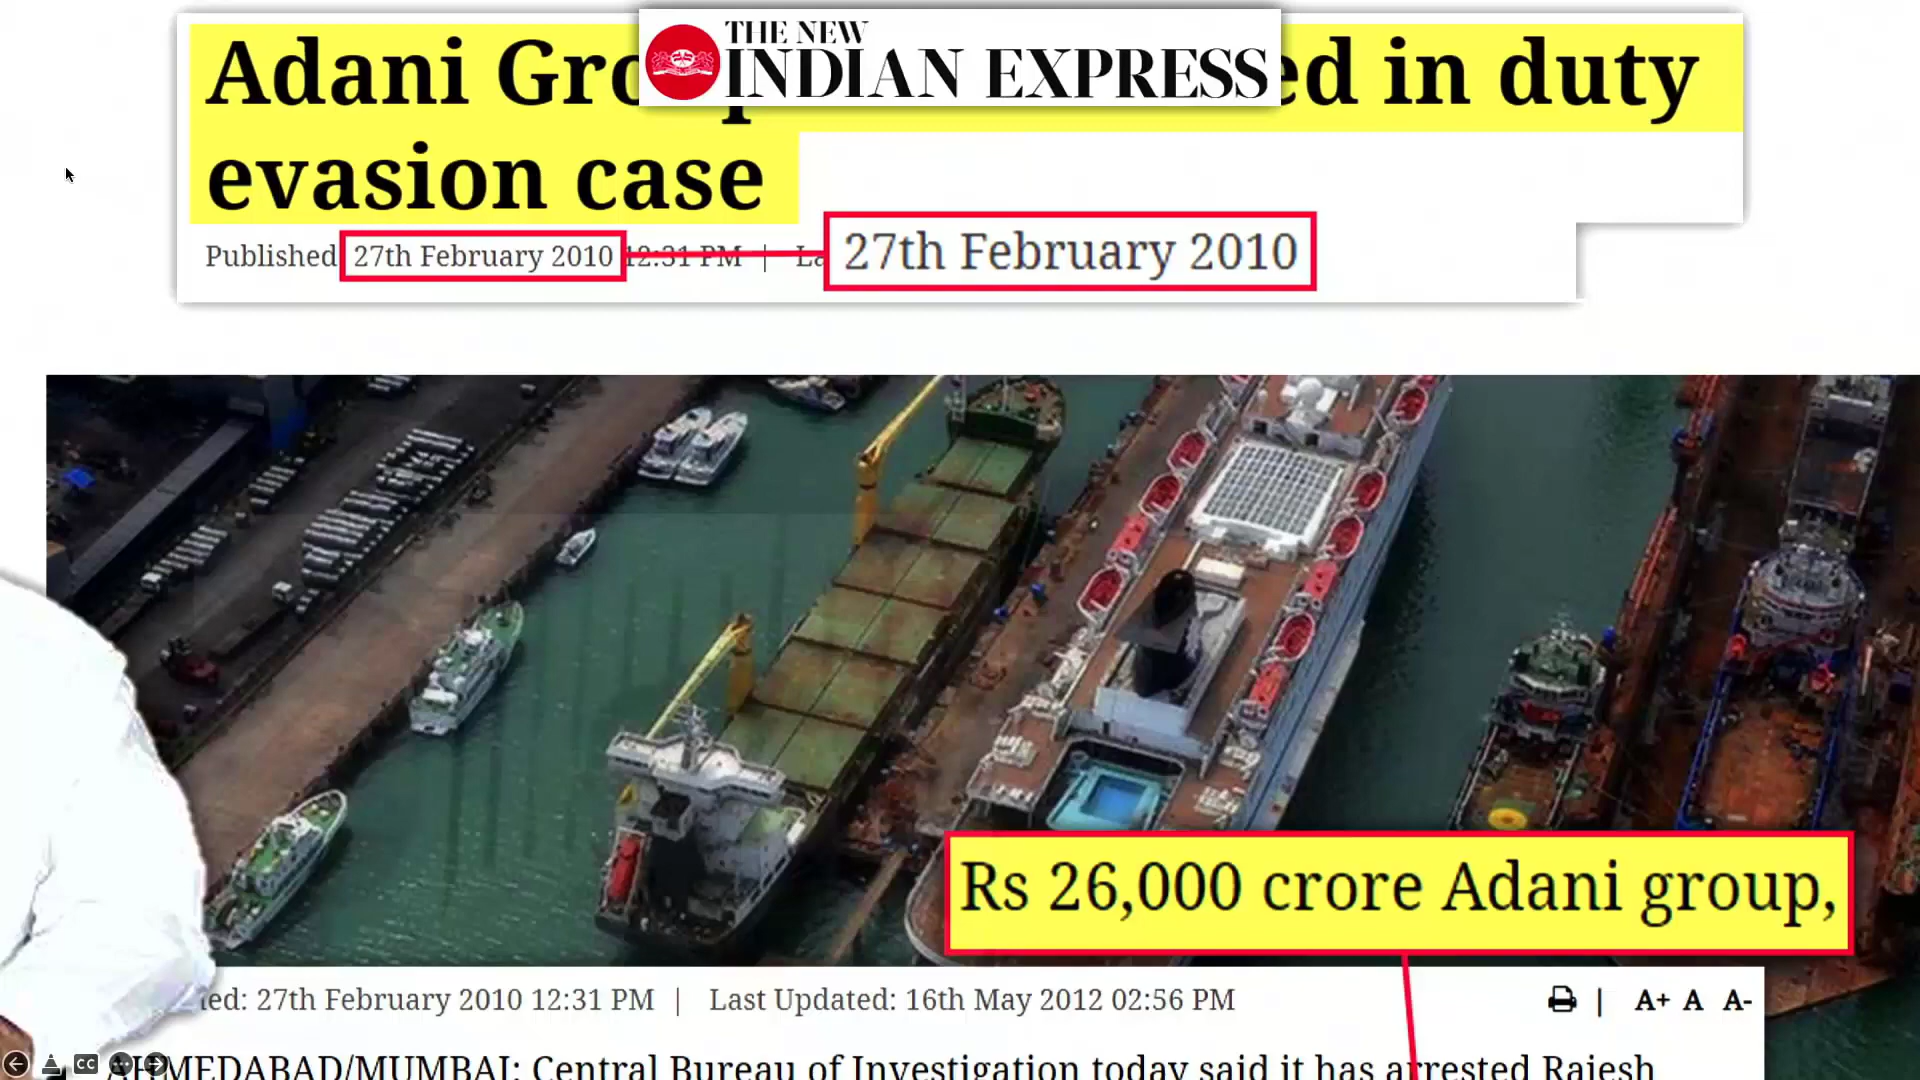 THE NEW
INDIAN EXPRESS
Adani Gro ed in duty
evasion case
Published 27th February 2010 12:31 PM |
27th February 2010
Rs 26,000 crore Adani group,
ed: 27th February 2010 12:31 PM | Last Updated: 16th May 2012 02:56 PM
| A+ A A-
AHMEDABAD/MUMBAI: Central Bureau of Investigation today said it has arrested Rajesh
CC